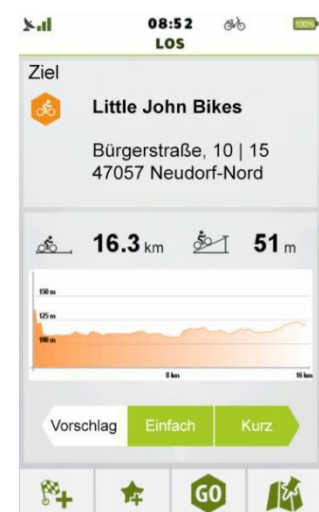 08:52
100%
LOS
Ziel
Little John Bikes
Bürgerstraße, 10 | 15
47057 Neudorf-Nord
16.3 km 51 m
150 m
125 m
100 m
8 km 16 km
Vorschlag Einfach Kurz
GO